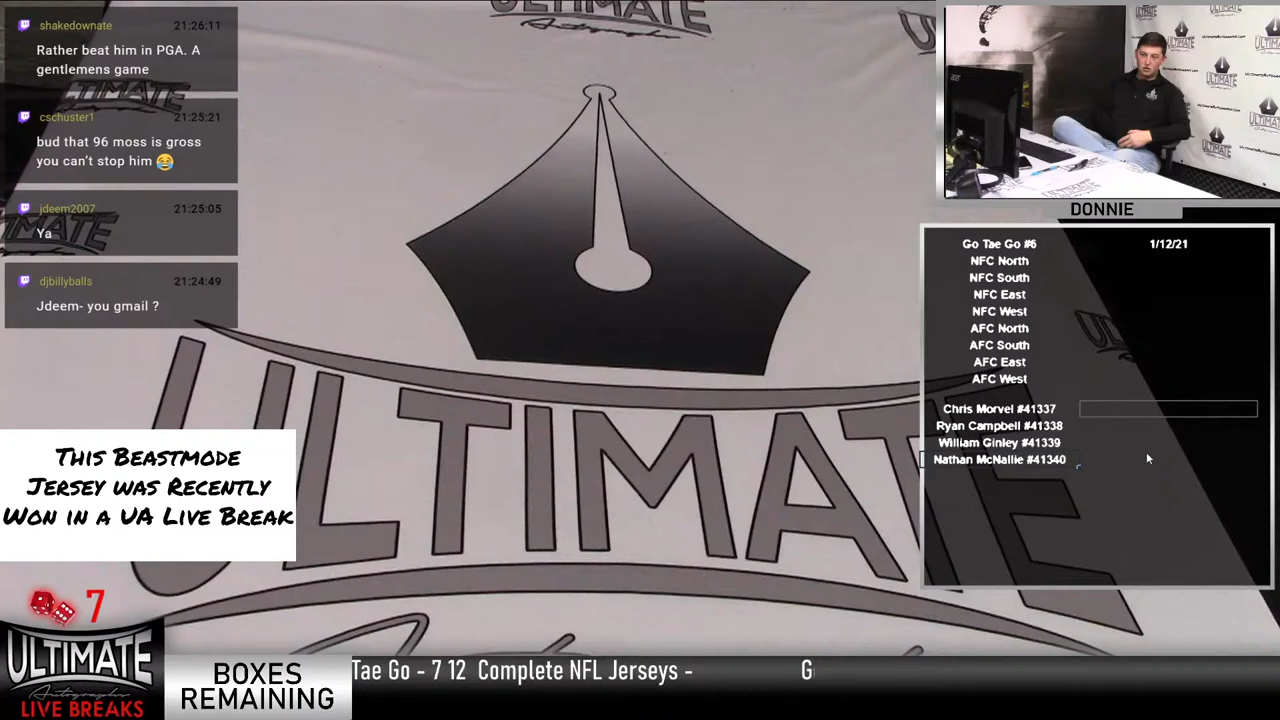 shakedownate 21:26:11
Rather beat him in PGA. A
gentlemens game
cschuster1 21:25:21
bud that 96 moss is gross
you can't stop him 😂
jdeem2007 21:25:05
Ya
djbillyballs 21:24:49
Jdeem- you gmail ?
ULTIMATE
Autographs
DONNIE
Go Tae Go #6 1/12/21
NFC North
NFC South
NFC East
NFC West
AFC North
AFC South
AFC East
AFC West
Chris Morvel #41337
Ryan Campbell #41338
William Ginley #41339
Nathan McNallie #41340
This Beastmode
Jersey was Recently
Won in a UA Live Break
7
ULTIMATE
Autographs
LIVE BREAKS
BOXES
REMAINING
Tae Go - 7 12 Complete NFL Jerseys - G